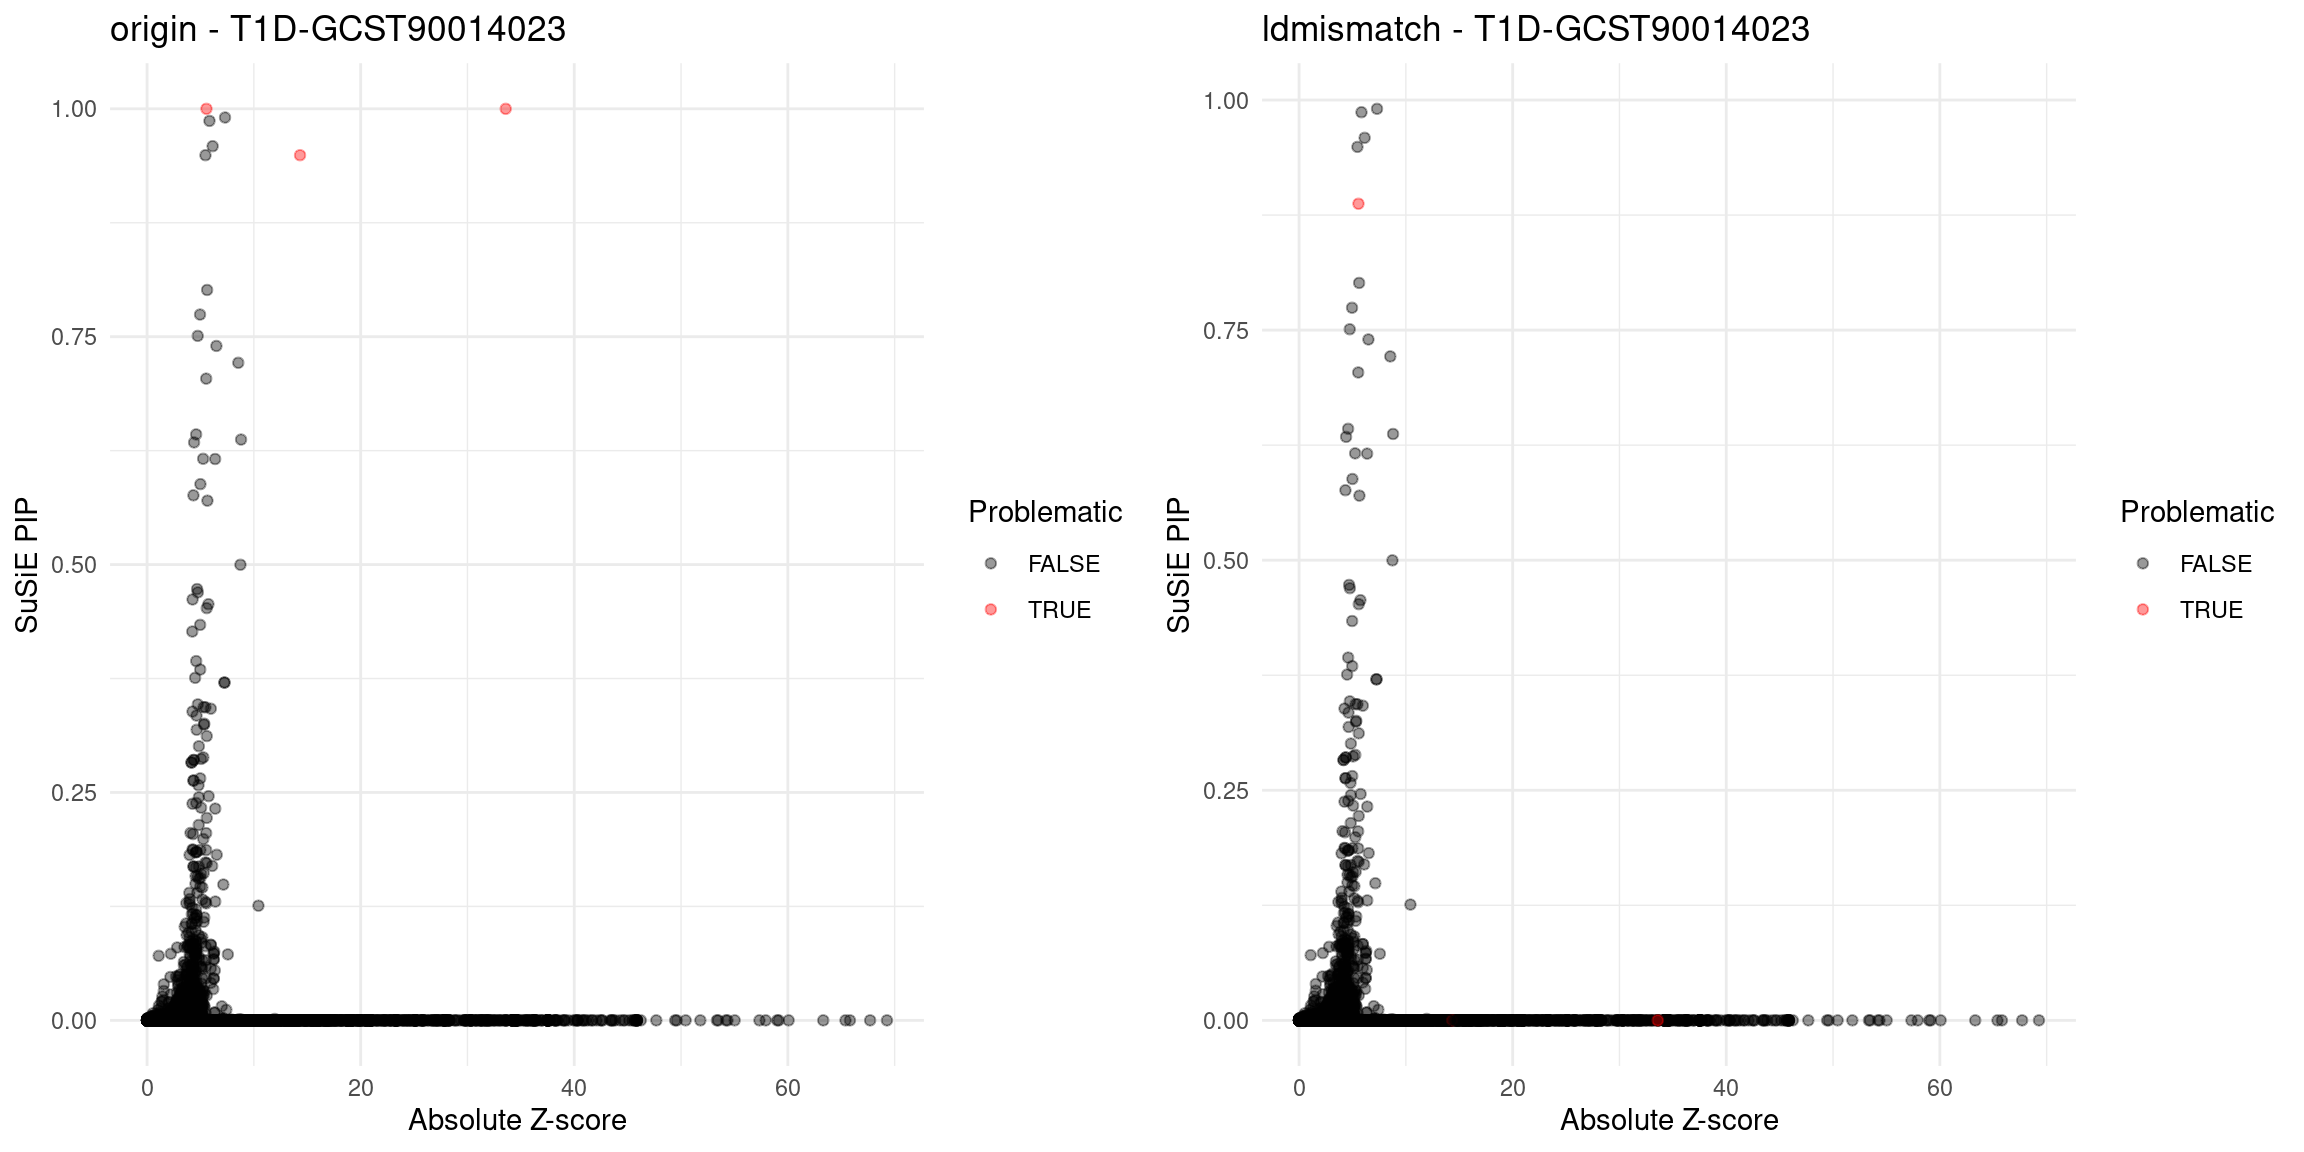 origin - T1D-GCST90014023
1.00
0.75
0.50
0.25
0.00
SuSiE PIP
0
20
40
60
Absolute Z-score
Problematic
FALSE
TRUE
ldmismatch - T1D-GCST90014023
1.00
0.75
0.50
0.25
0.00
SuSiE PIP
0
20
40
60
Absolute Z-score
Problematic
FALSE
TRUE